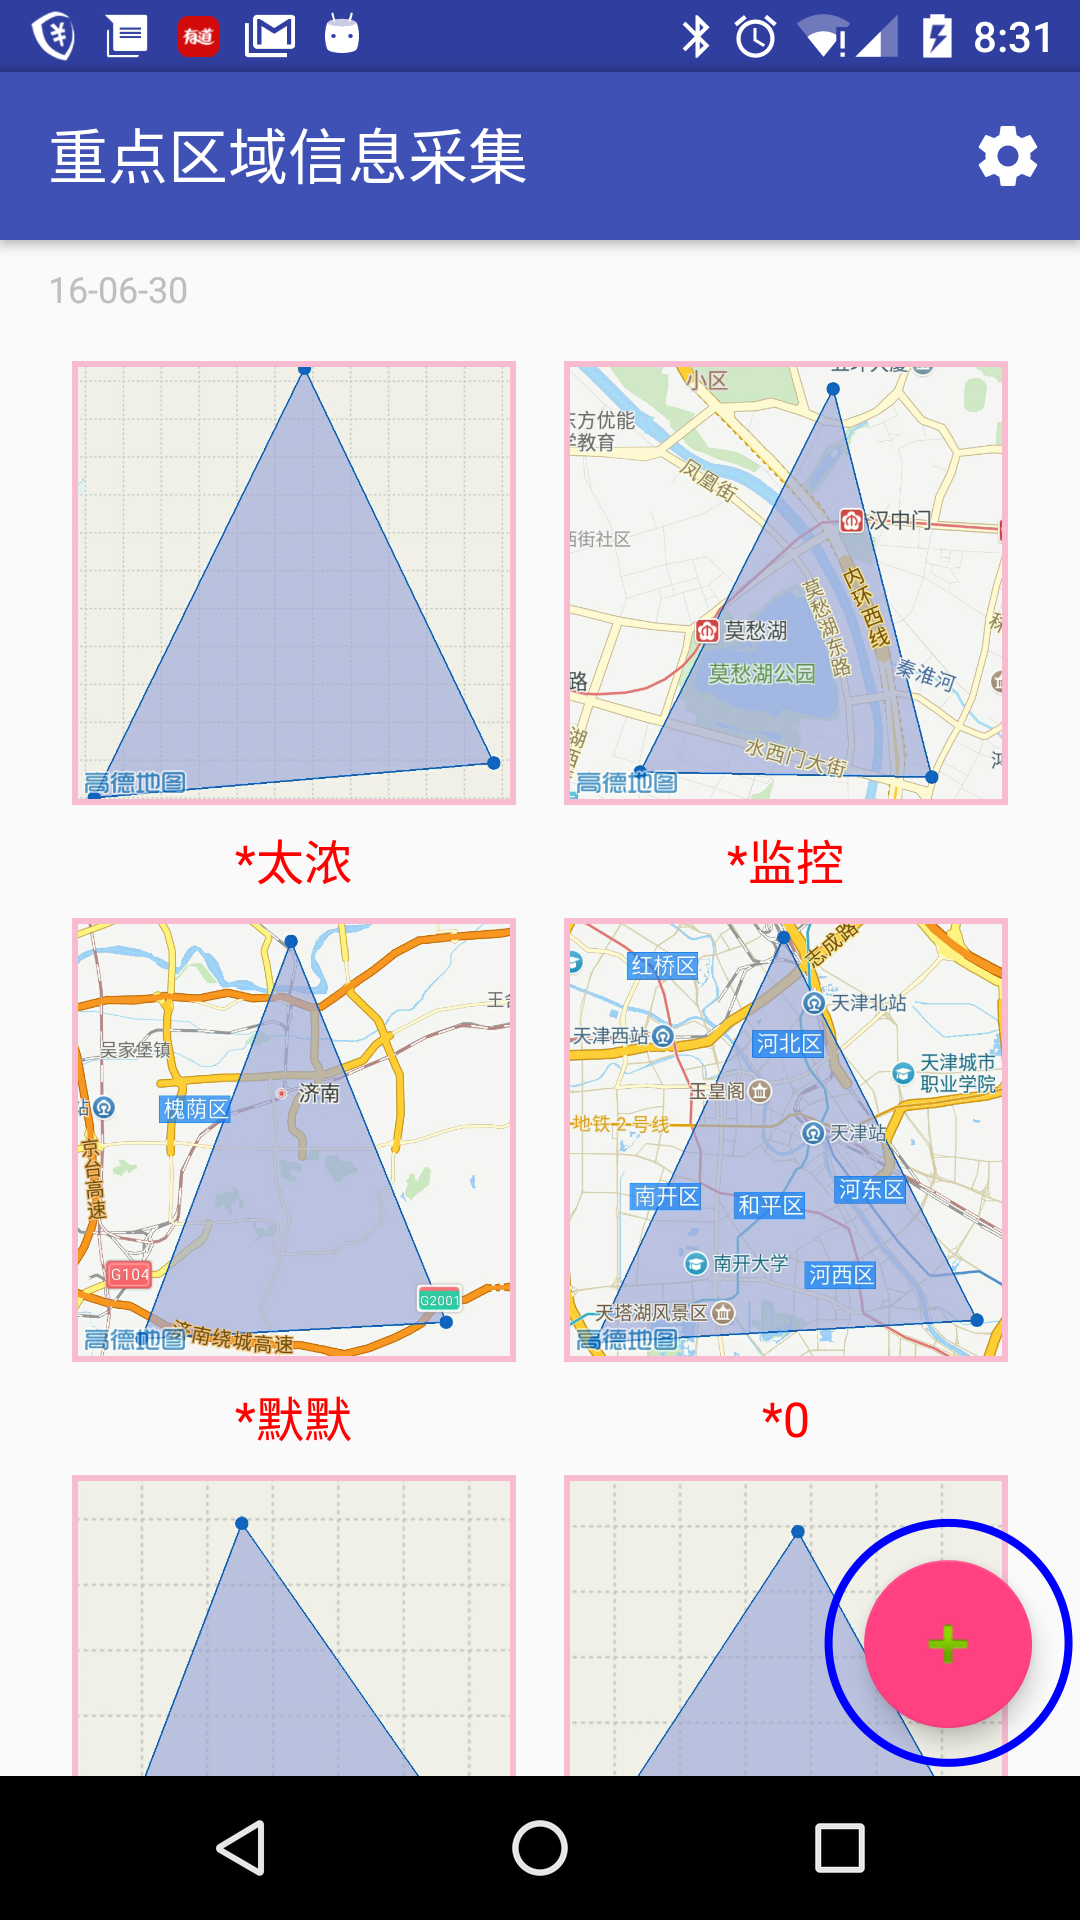 有道
8:31
重点区域信息采集
16-06-30
高德地图
小区
东方优能
学教育
凤凰街
汉中门
西街社区
内环西线
莫愁湖东路
莫愁湖
莫愁湖公园
秦淮河
路
水西门大街
高德地图
*太浓
*监控
吴家堡镇
槐荫区
济南
站
京台高速
G104
G2001
济南绕城高速
高德地图
志成路
红桥区
天津北站
天津西站
河北区
天津城市
职业学院
玉皇阁
地铁2号线
天津站
南开区
和平区
河东区
南开大学
河西区
天塔湖风景区
高德地图
*默默
*0